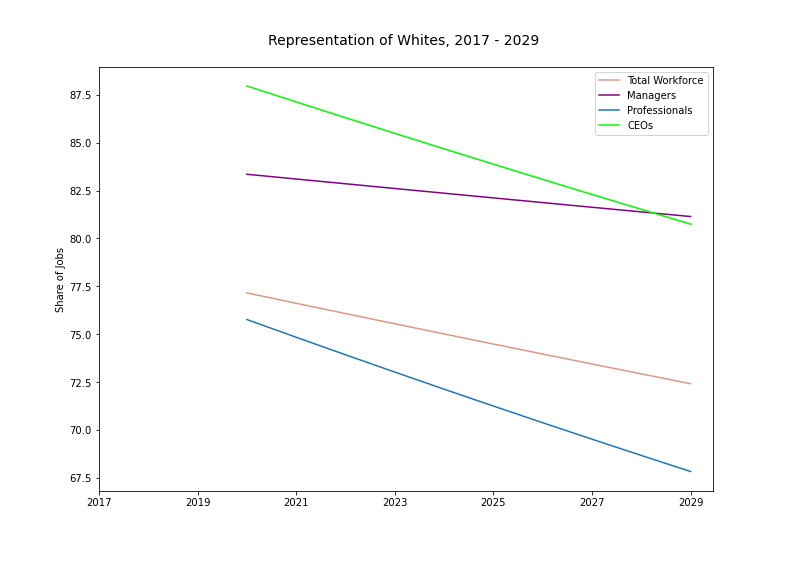 Representation of Whites, 2017 - 2029
Total Workforce
Managers
Professionals
CEOs
Share of Jobs
87.5
85.0
82.5
80.0
77.5
75.0
72.5
70.0
67.5
2017 2019 2021 2023 2025 2027 2029